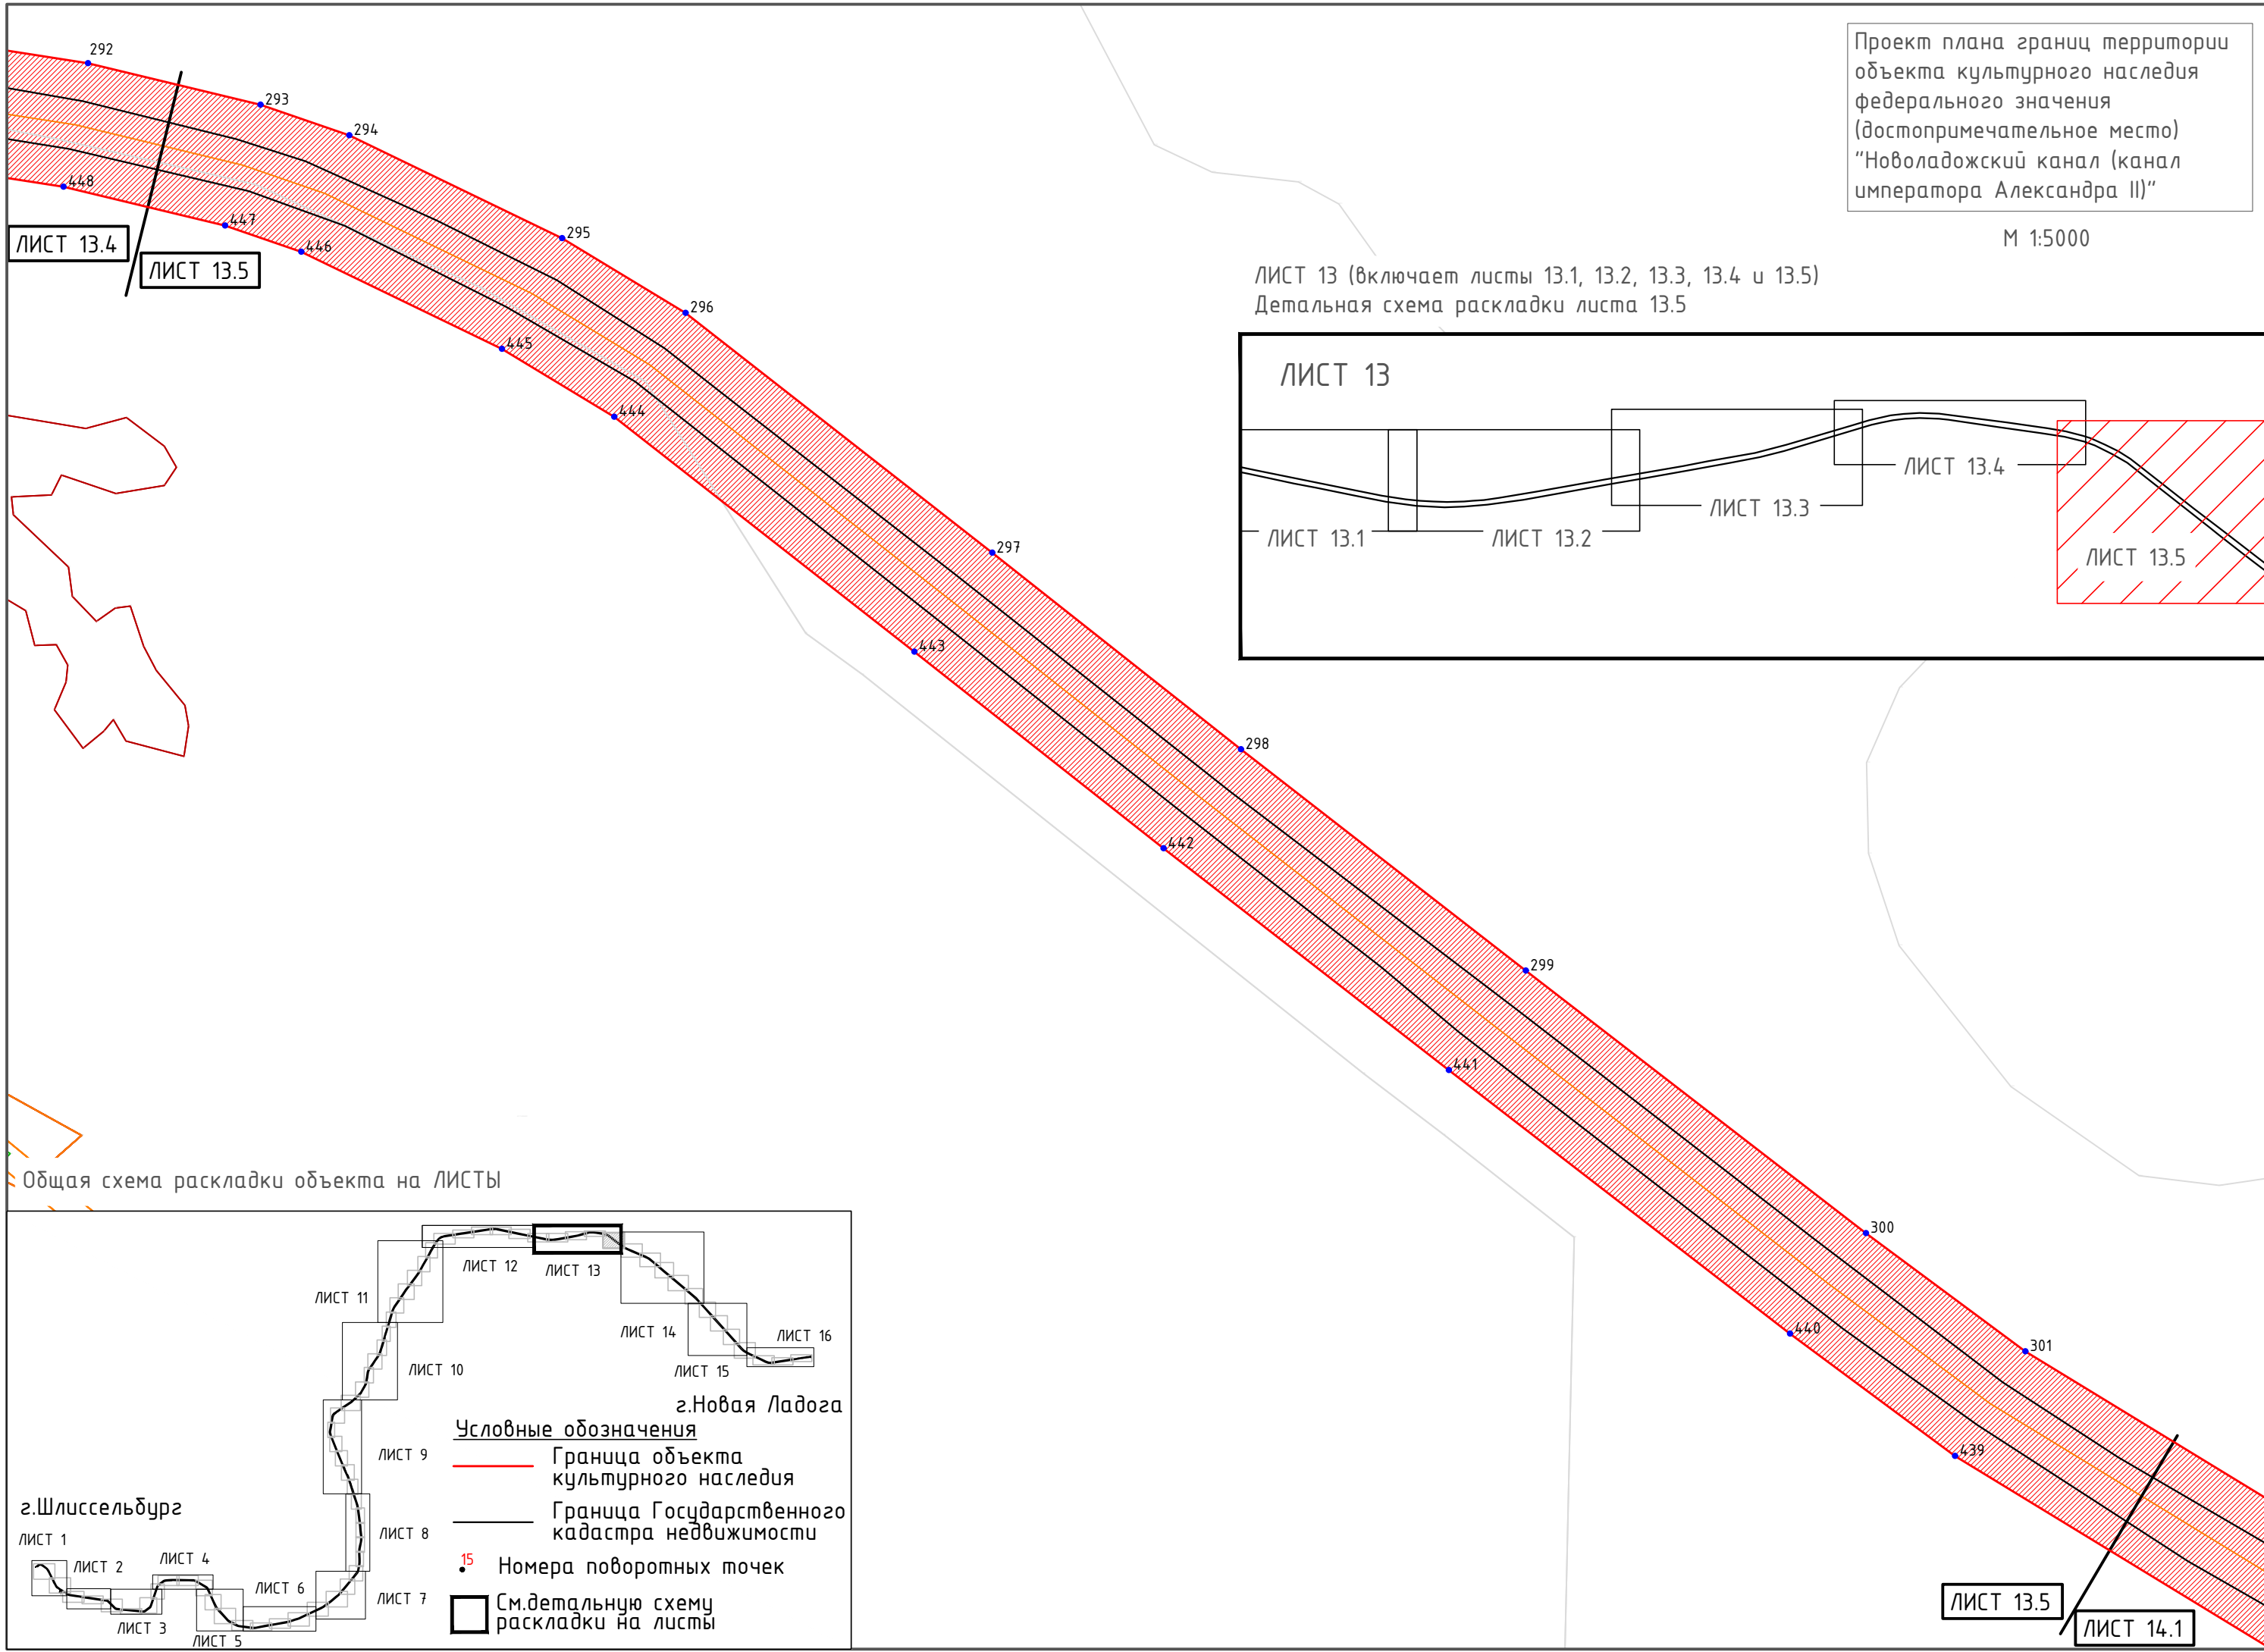 Проект плана границ территории
объекта культурного наследия
федерального значения
(достопримечательное место)
"Новоладожский канал (канал
императора Александра II)"
М 1:5000
ЛИСТ 13 (включает листы 13.1, 13.2, 13.3, 13.4 и 13.5)
Детальная схема раскладки листа 13.5
ЛИСТ 13
ЛИСТ 13.1
ЛИСТ 13.2
ЛИСТ 13.3
ЛИСТ 13.4
ЛИСТ 13.5
292
293
294
295
296
297
298
299
300
301
448
447
446
445
444
443
442
441
440
439
ЛИСТ 13.4
ЛИСТ 13.5
ЛИСТ 13.5
ЛИСТ 14.1
Общая схема раскладки объекта на ЛИСТЫ
ЛИСТ 12
ЛИСТ 13
ЛИСТ 11
ЛИСТ 14
ЛИСТ 16
ЛИСТ 10
ЛИСТ 15
г.Новая Ладога
ЛИСТ 9
г.Шлиссельбург
ЛИСТ 8
ЛИСТ 1
ЛИСТ 2
ЛИСТ 4
ЛИСТ 6
ЛИСТ 7
ЛИСТ 3
ЛИСТ 5
Условные обозначения
Граница объекта
культурного наследия
Граница Государственного
кадастра недвижимости
15
Номера поворотных точек
См.детальную схему
раскладки на листы